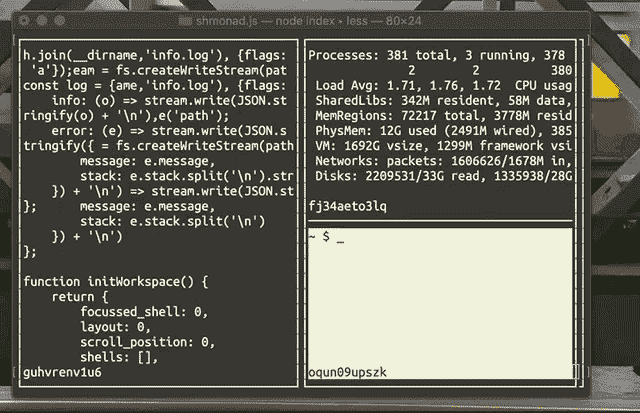 shmonad.js — node index • less — 80×24
h.join(__dirname,'info.log'), {flags:
 'a'});eam = fs.createWriteStream(pat
const log = {ame,'info.log'), {flags:
    info: (o) => stream.write(JSON.st
ringify(o) + '\n'),e('path');
    error: (e) => stream.write(JSON.s
tringify({ = fs.createWriteStream(path
        message: e.message,
        stack: e.stack.split('\n').str
    }) + '\n') => stream.write(JSON.st
};      message: e.message,
        stack: e.stack.split('\n')
    }) + '\n')
};
function initWorkspace() {
    return {
        focussed_shell: 0,
        layout: 0,
        scroll_position: 0,
        shells: [],
guhvrenv1u6
Processes: 381 total, 3 running, 378
2        2          380
Load Avg: 1.71, 1.76, 1.72  CPU usag
SharedLibs: 342M resident, 58M data,
MemRegions: 72217 total, 3778M resid
PhysMem: 12G used (2491M wired), 385
VM: 1692G vsize, 1299M framework vsi
Networks: packets: 1606626/1678M in,
Disks: 2209531/33G read, 1335938/28G
fj34aeto3lq
~ $ _
oqun09upszk